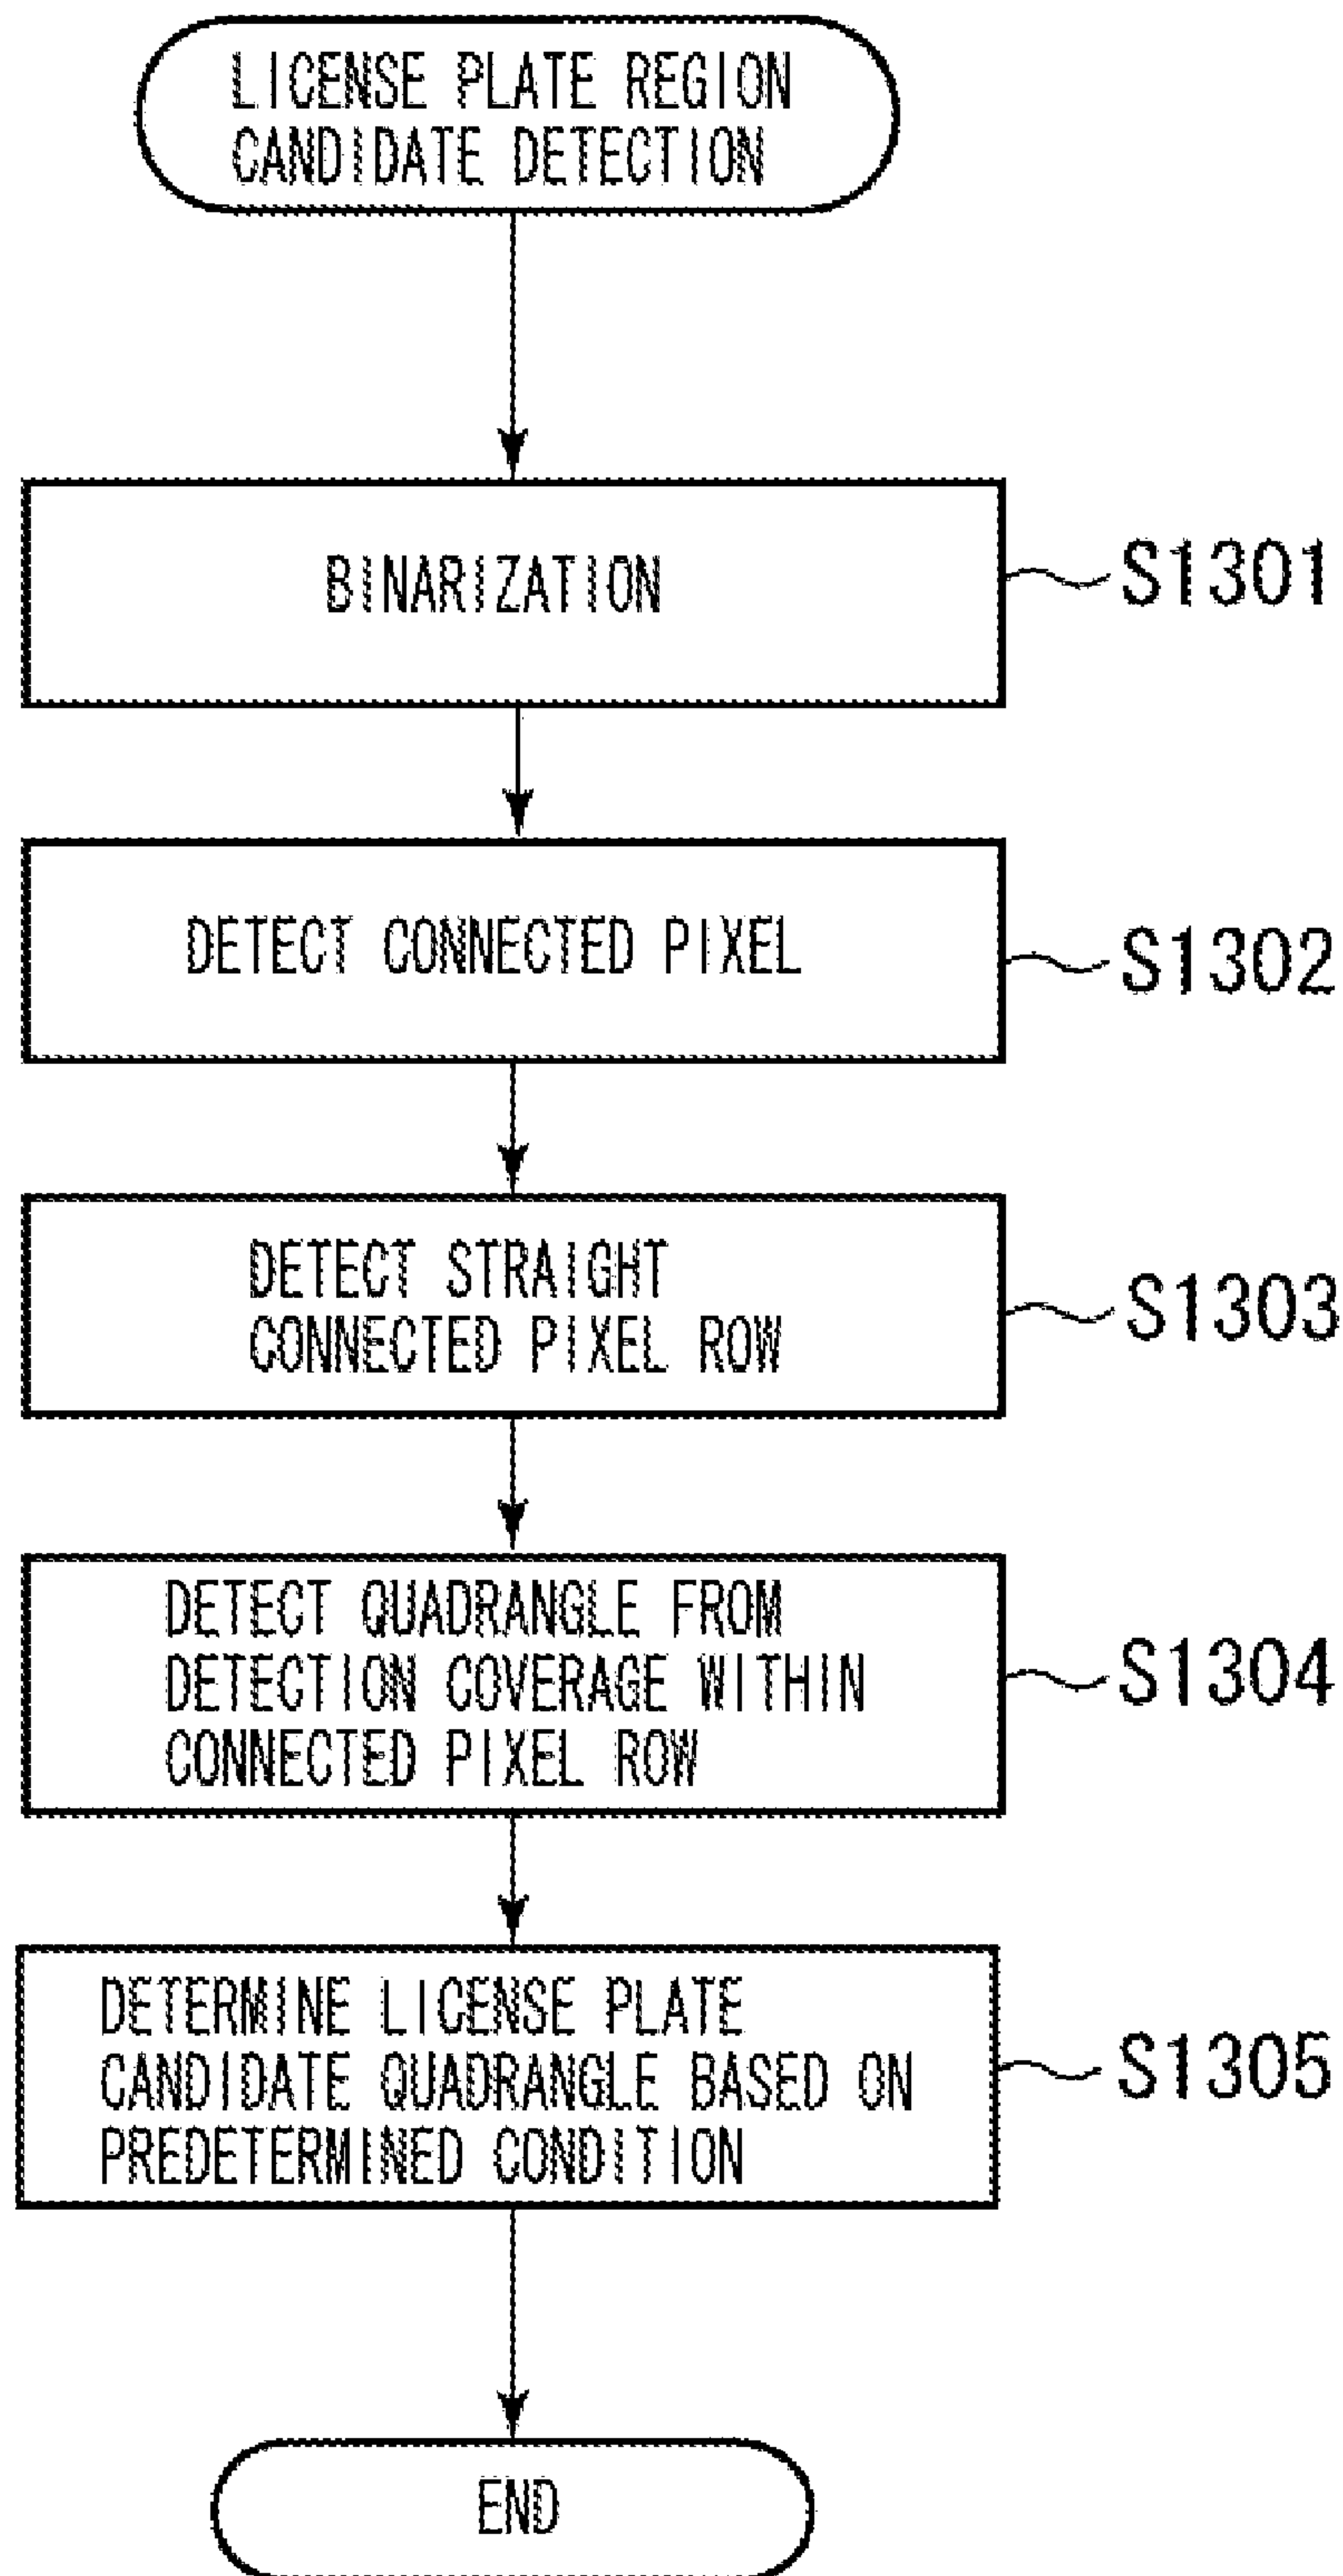 LICENSE PLATE REGION
CANDIDATE DETECTION
BINARIZATION
S1301
DETECT CONNECTED PIXEL
S1302
DETECT STRAIGHT
CONNECTED PIXEL ROW
S1303
DETECT QUADRANGLE FROM
DETECTION COVERAGE WITHIN
CONNECTED PIXEL ROW
S1304
DETERMINE LICENSE PLATE
CANDIDATE QUADRANGLE BASED ON
PREDETERMINED CONDITION
S1305
END